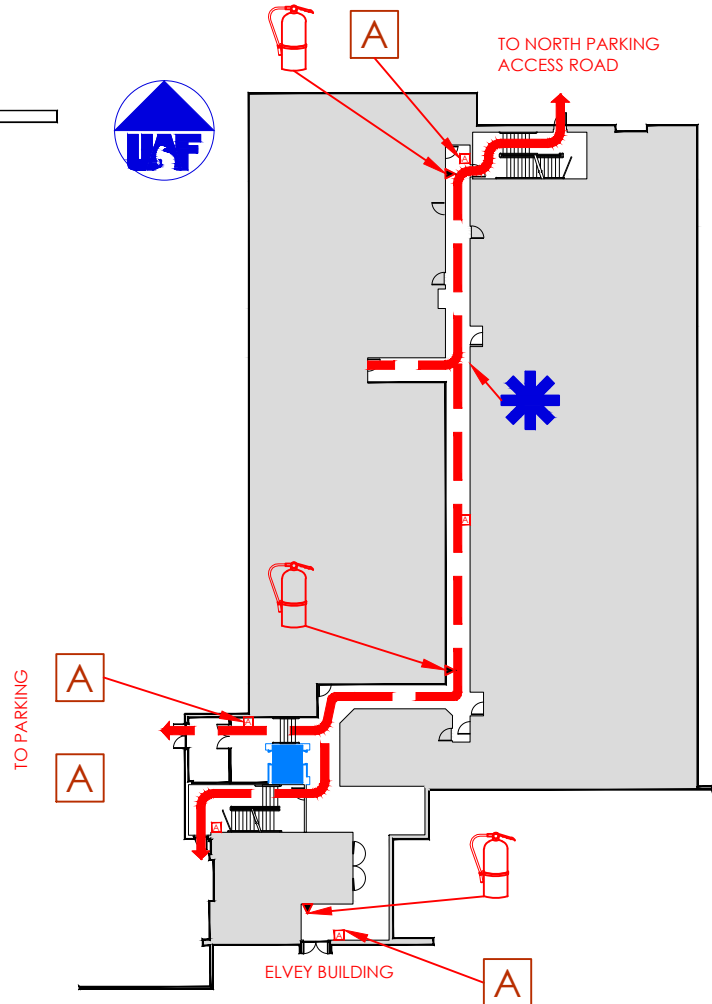 A
TO NORTH PARKING
ACCESS ROAD
UAF
A
A
A
TO PARKING
A
A
A
A
ELVEY BUILDING
A